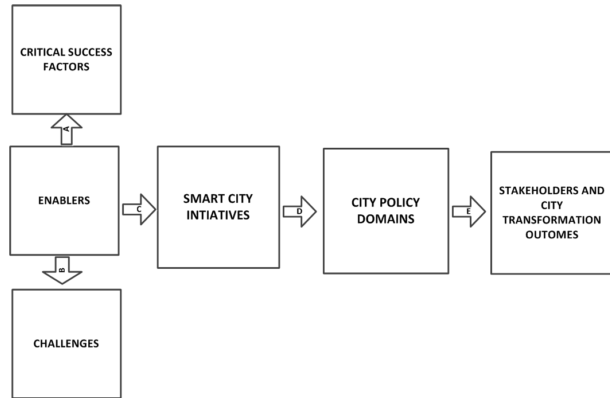 CRITICAL SUCCESS
FACTORS
A
ENABLERS
B
CHALLENGES
C
SMART CITY
INTIATIVES
D
CITY POLICY
DOMAINS
E
STAKEHOLDERS AND
CITY
TRANSFORMATION
OUTOMES